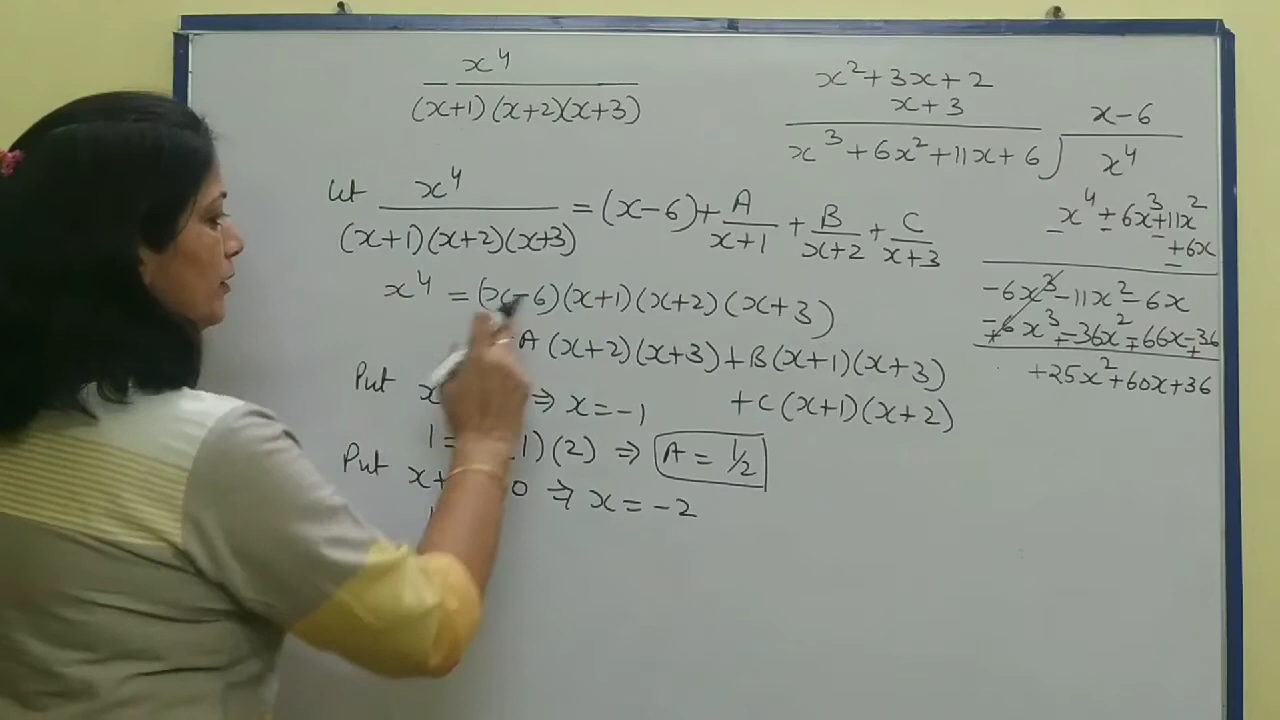 x⁴
(x+1)(x+2)(x+3)
Let x⁴ / (x+1)(x+2)(x+3) = (x-6) + A/x+1 + B/x+2 + C/x+3
x⁴ = (x-6)(x+1)(x+2)(x+3)
A(x+2)(x+3)+B(x+1)(x+3)
+C(x+1)(x+2)
Put x ⇒ x=-1
1= 1)(2) ⇒ A = 1/2
Put x+ 0 ⇒ x = -2
x²+3x+2
x+3
x-6
x³+6x²+11x+6 ) x⁴
x⁴+6x³+11x²
+6x
-6x³-11x²-6x
-6x³-36x²-66x-36
+25x²+60x+36